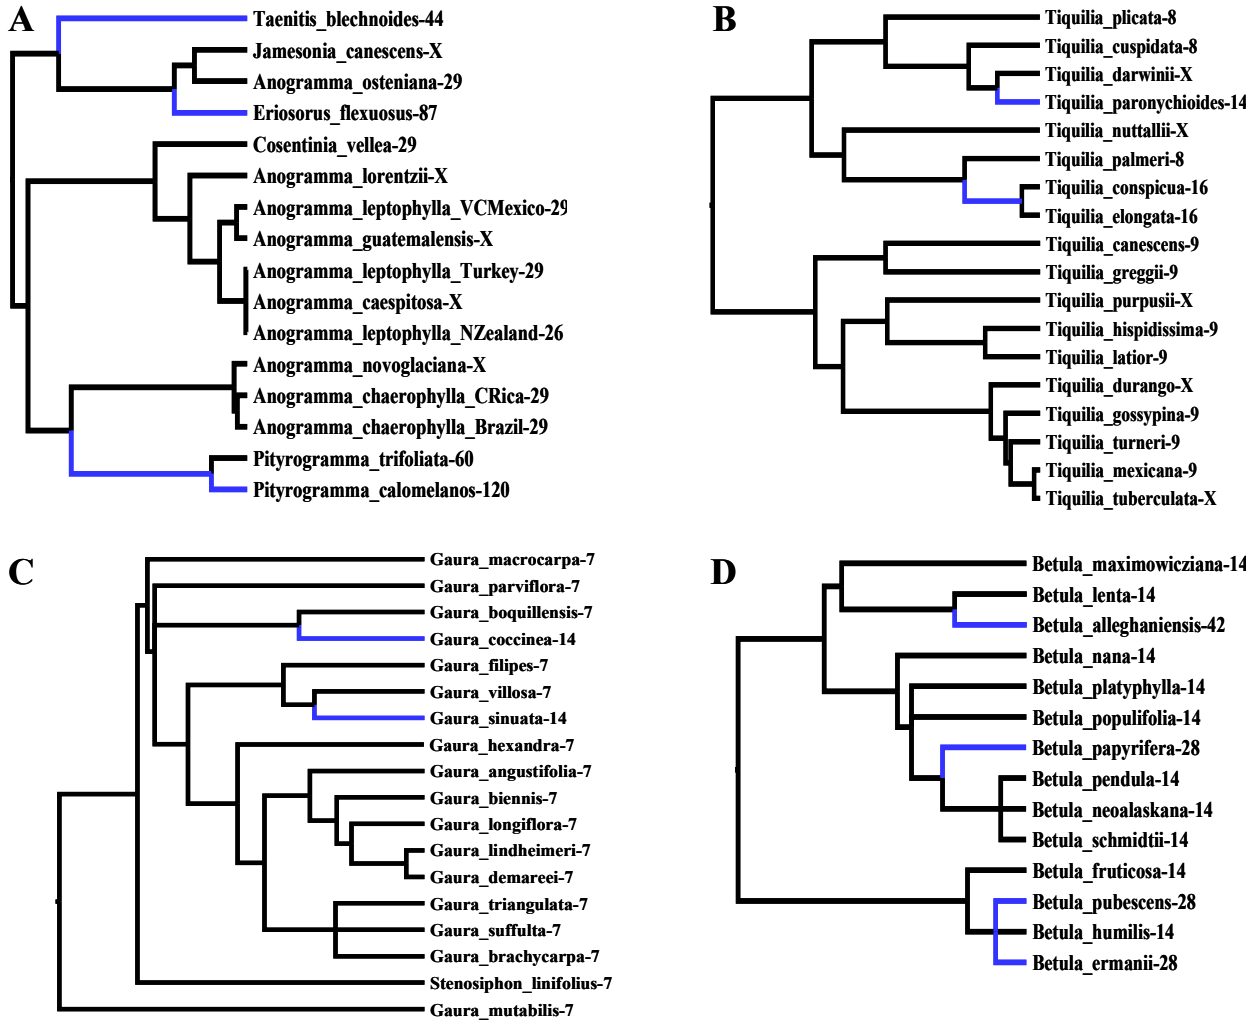 A
Taenitis_blechnoides-44
Jamesonia_canescens-X
Anogramma_osteniana-29
Eriosorus_flexuosus-87
Cosentinia_vellea-29
Anogramma_lorentzii-X
Anogramma_leptophylla_VCMexico-29
Anogramma_guatemalensis-X
Anogramma_leptophylla_Turkey-29
Anogramma_caespitosa-X
Anogramma_leptophylla_NZealand-26
Anogramma_novoglaciana-X
Anogramma_chaerophylla_CRica-29
Anogramma_chaerophylla_Brazil-29
Pityrogramma_trifoliata-60
Pityrogramma_calomelanos-120
B
Tiquilia_plicata-8
Tiquilia_cuspidata-8
Tiquilia_darwinii-X
Tiquilia_paronychioides-14
Tiquilia_nuttallii-X
Tiquilia_palmeri-8
Tiquilia_conspicua-16
Tiquilia_elongata-16
Tiquilia_canescens-9
Tiquilia_greggii-9
Tiquilia_purpusii-X
Tiquilia_hispidissima-9
Tiquilia_latior-9
Tiquilia_durango-X
Tiquilia_gossypina-9
Tiquilia_turneri-9
Tiquilia_mexicana-9
Tiquilia_tuberculata-X
C
Gaura_macrocarpa-7
Gaura_parviflora-7
Gaura_boquillensis-7
Gaura_coccinea-14
Gaura_filipes-7
Gaura_villosa-7
Gaura_sinuata-14
Gaura_hexandra-7
Gaura_angustifolia-7
Gaura_biennis-7
Gaura_longiflora-7
Gaura_lindheimeri-7
Gaura_demareei-7
Gaura_triangulata-7
Gaura_suffulta-7
Gaura_brachycarpa-7
Stenosiphon_linifolius-7
Gaura_mutabilis-7
D
Betula_maximowicziana-14
Betula_lenta-14
Betula_alleghaniensis-42
Betula_nana-14
Betula_platyphylla-14
Betula_populifolia-14
Betula_papyrifera-28
Betula_pendula-14
Betula_neoalaskana-14
Betula_schmidtii-14
Betula_fruticosa-14
Betula_pubescens-28
Betula_humilis-14
Betula_ermanii-28